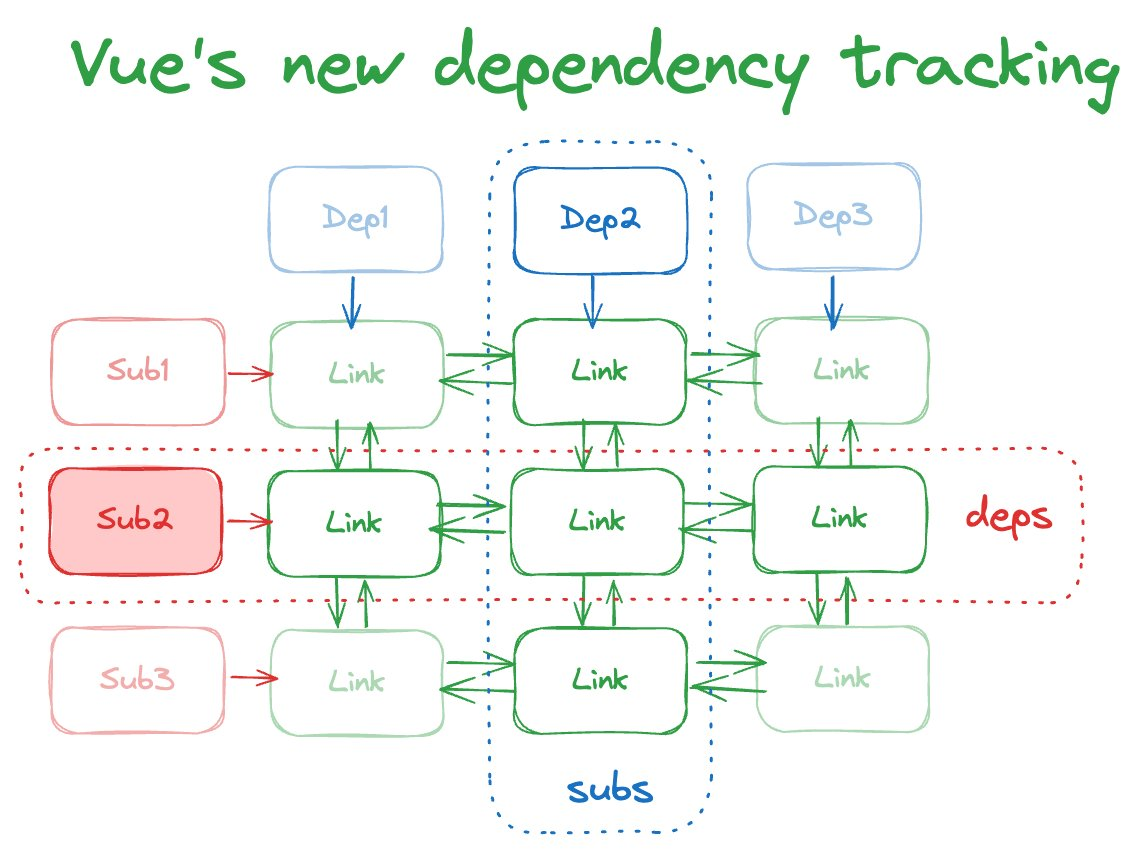 Vue's new dependency tracking
Dep1 Dep2 Dep3
Sub1 Link Link Link
Sub2 Link Link Link deps
Sub3 Link Link Link
subs